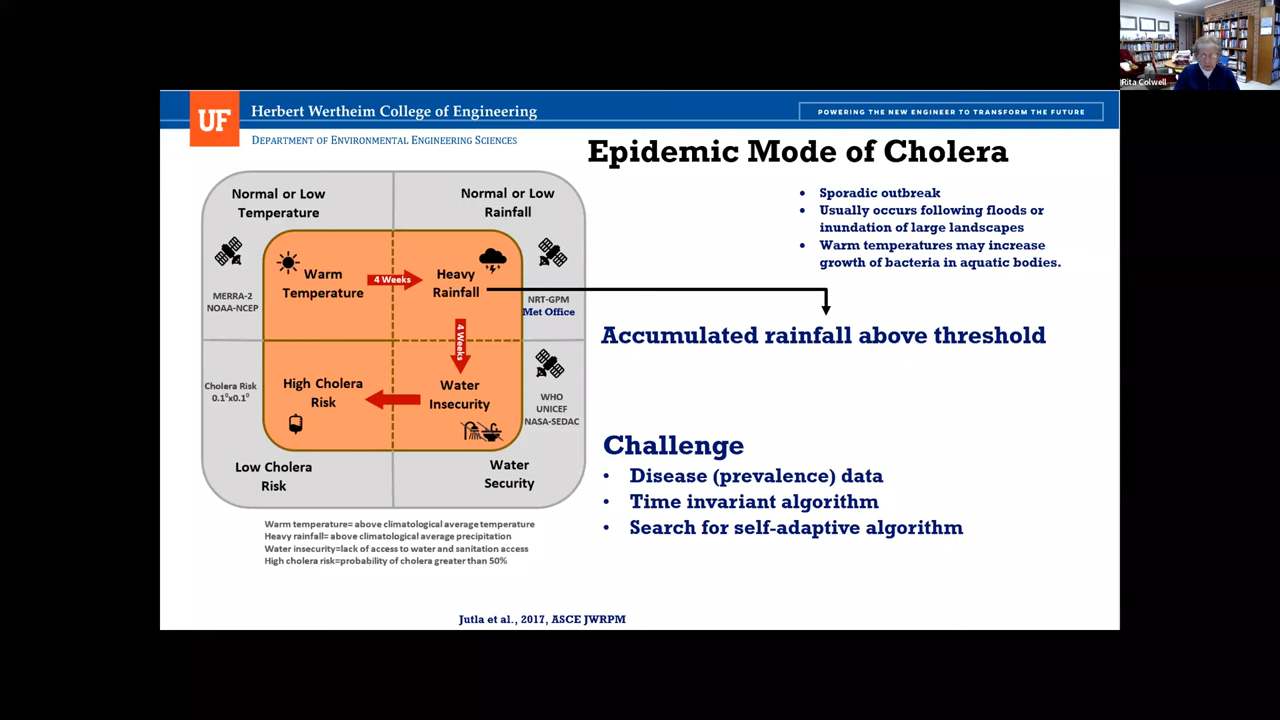 Rita Colwell
UF
Herbert Wertheim College of Engineering
POWERING THE NEW ENGINEER TO TRANSFORM THE FUTURE
DEPARTMENT OF ENVIRONMENTAL ENGINEERING SCIENCES
Epidemic Mode of Cholera
• Sporadic outbreak
• Usually occurs following floods or
inundation of large landscapes
• Warm temperatures may increase
growth of bacteria in aquatic bodies.
Normal or Low
Temperature
Normal or Low
Rainfall
Warm
Temperature
4 Weeks
Heavy
Rainfall
MERRA-2
NOAA-NCEP
NRT-GPM
Met Office
4 Weeks
Accumulated rainfall above threshold
Cholera Risk
0.1⁰x0.1⁰
High Cholera
Risk
Water
Insecurity
WHO
UNICEF
NASA-SEDAC
Low Cholera
Risk
Water
Security
Challenge
• Disease (prevalence) data
• Time invariant algorithm
• Search for self-adaptive algorithm
Warm temperature= above climatological average temperature
Heavy rainfall= above climatological average precipitation
Water insecurity=lack of access to water and sanitation access
High cholera risk=probability of cholera greater than 50%
Jutla et al., 2017, ASCE JWRPM